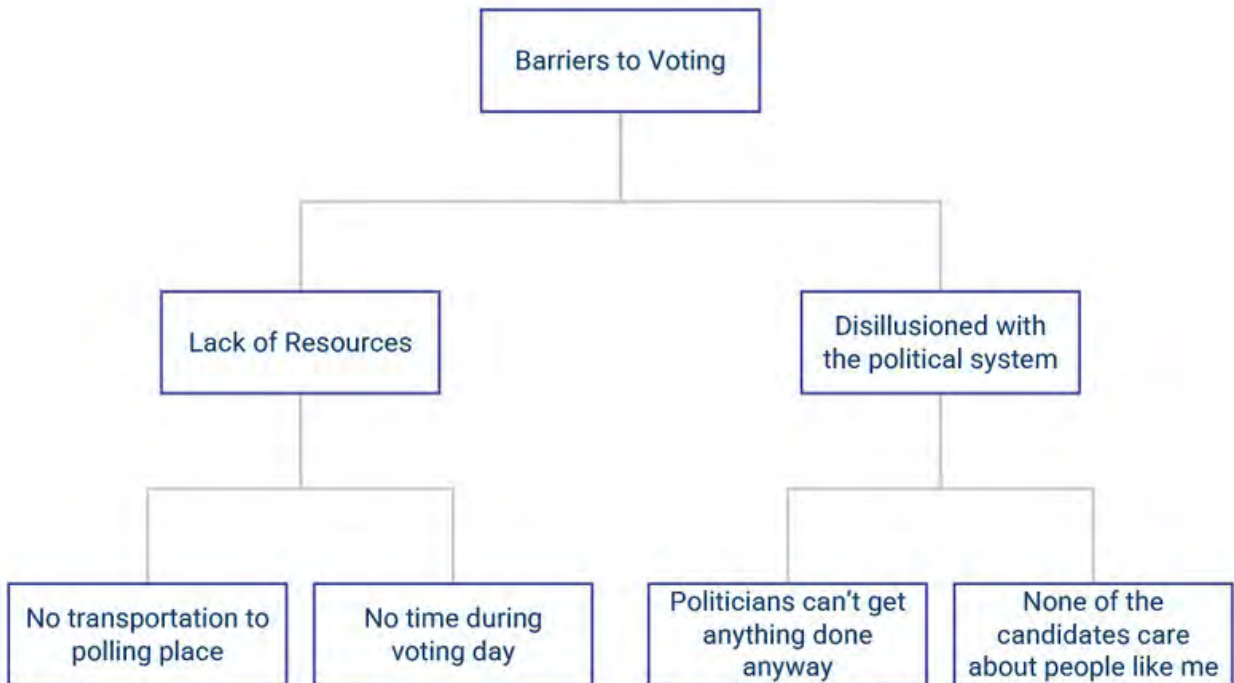 Barriers to Voting
Lack of Resources
Disillusioned with
the political system
No transportation to
polling place
No time during
voting day
Politicians can’t get
anything done
anyway
None of the
candidates care
about people like me